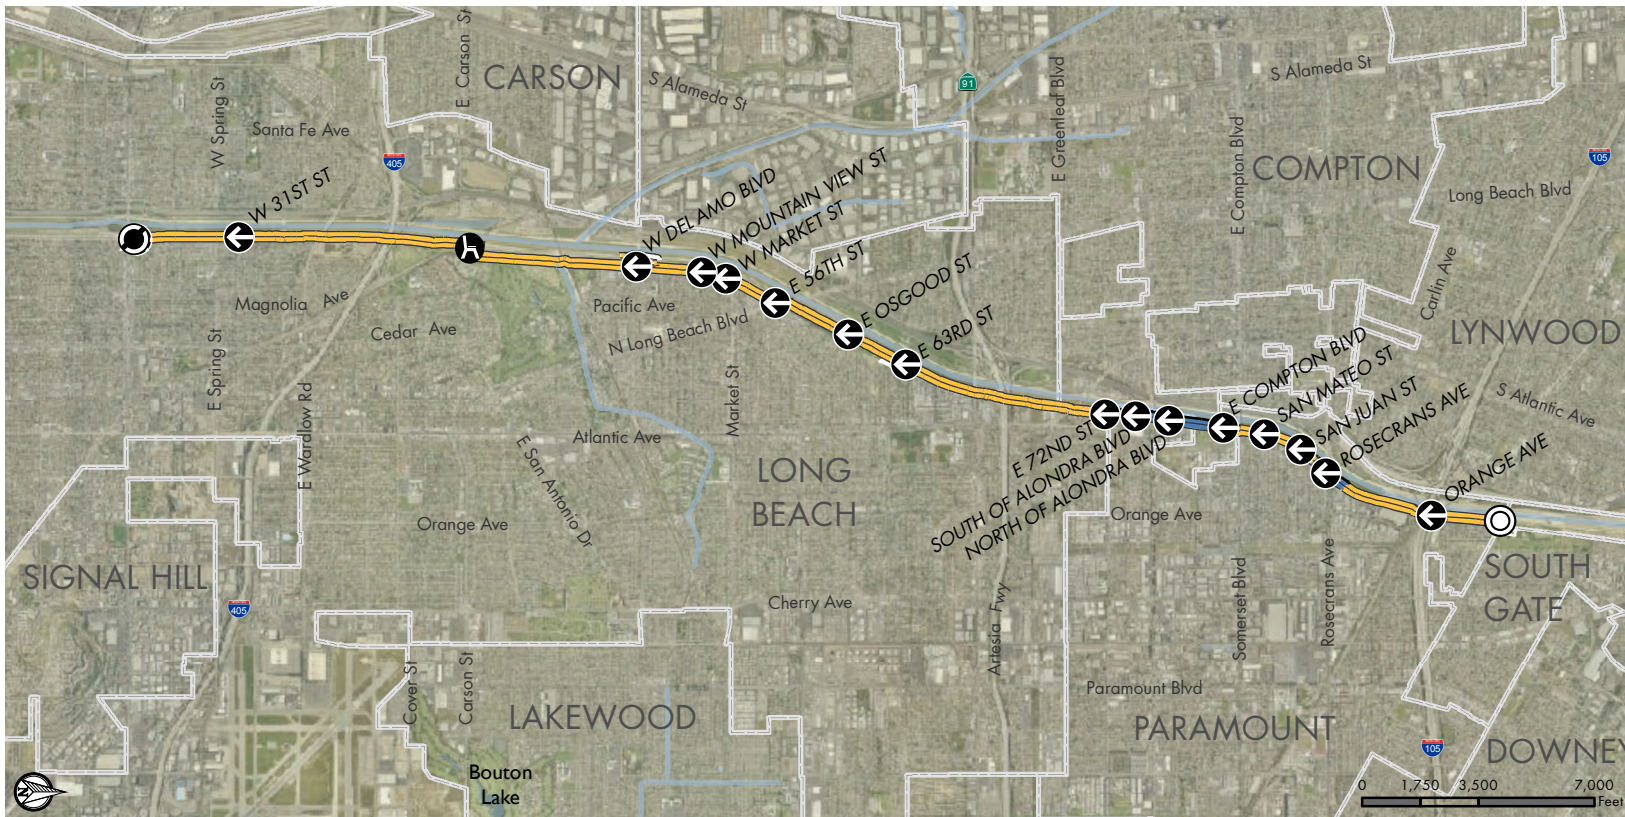 CARSON
S Alameda St
91
E Greenleaf Blvd
S Alameda St
E Carson St
W Spring St
Santa Fe Ave
405
E Compton Blvd
COMPTON
105
Long Beach Blvd
W 31ST ST
W DEL AMO BLVD
W MOUNTAIN VIEW ST
W MARKET ST
E 56TH ST
E OSGOOD ST
E 63RD ST
Carlin Ave
LYNWOOD
Magnolia Ave
Cedar Ave
Pacific Ave
N Long Beach Blvd
Market St
E Spring St
E Wardlow Rd
Atlantic Ave
E San Antonio Dr
Orange Ave
LONG
BEACH
E COMPTON BLVD
SAN MATEO ST
SAN JUAN ST
ROSECRANS AVE
ORANGE AVE
S Atlantic Ave
E 72ND ST
SOUTH OF ALONDRA BLVD
NORTH OF ALONDRA BLVD
Orange Ave
SIGNAL HILL
405
Cherry Ave
Artesia Fwy
Somerset Blvd
Rosecrans Ave
SOUTH
GATE
Cover St
Carson St
LAKEWOOD
Paramount Blvd
PARAMOUNT
105
DOWNEY
Bouton
Lake
N
0 1,750 3,500 7,000
Feet